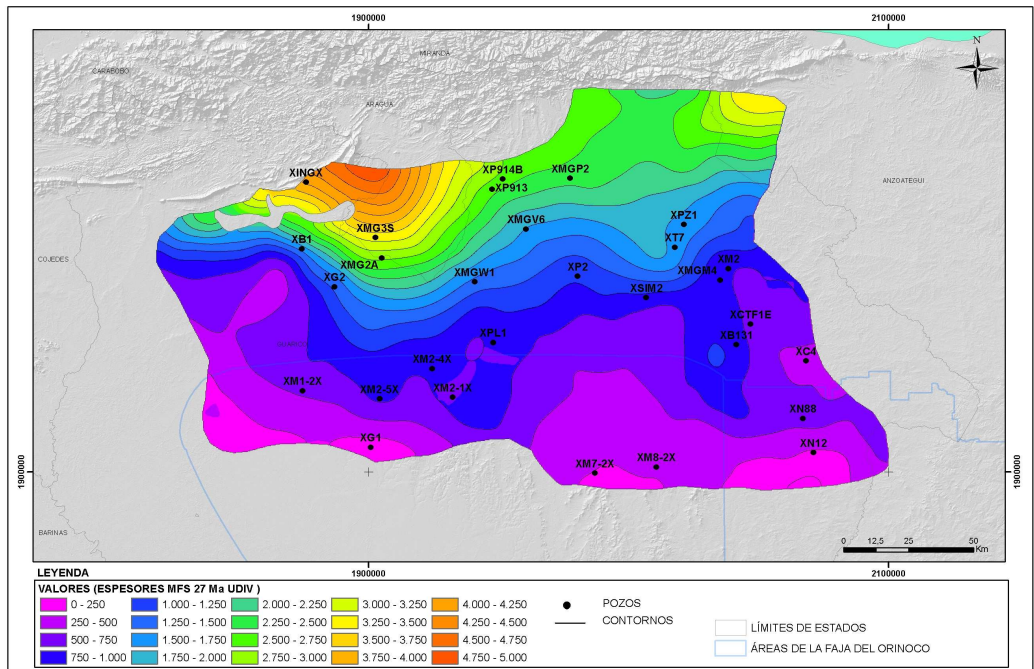 1900000 2100000
N
MIRANDA
CARABOBO
ARAGUA
XINGX XP914B XMGP2
XP913
ANZOATEGUI
XMG3S XMGV6 XPZ1
XB1 XT7
COJEDES
XMG2A XM2
XG2 XMGW1 XP2 XMGM4
XSIM2
XCTF1E
XPL1 XB131
XC4
XM2-4X
XM1-2X XM2-5X XM2-1X
XN88
XG1
XN12
XM7-2X XM8-2X
1900000 1900000
BARINAS
0 12,5 25 50
Km
1900000 2100000
LEYENDA
VALORES (ESPESORES MFS 27 Ma UDIV )
0 - 250 1.000 - 1.250 2.000 - 2.250 3.000 - 3.250 4.000 - 4.250 POZOS
250 - 500 1.250 - 1.500 2.250 - 2.500 3.250 - 3.500 4.250 - 4.500 CONTORNOS
500 - 750 1.500 - 1.750 2.500 - 2.750 3.500 - 3.750 4.500 - 4.750 LÍMITES DE ESTADOS
750 - 1.000 1.750 - 2.000 2.750 - 3.000 3.750 - 4.000 4.750 - 5.000 ÁREAS DE LA FAJA DEL ORINOCO